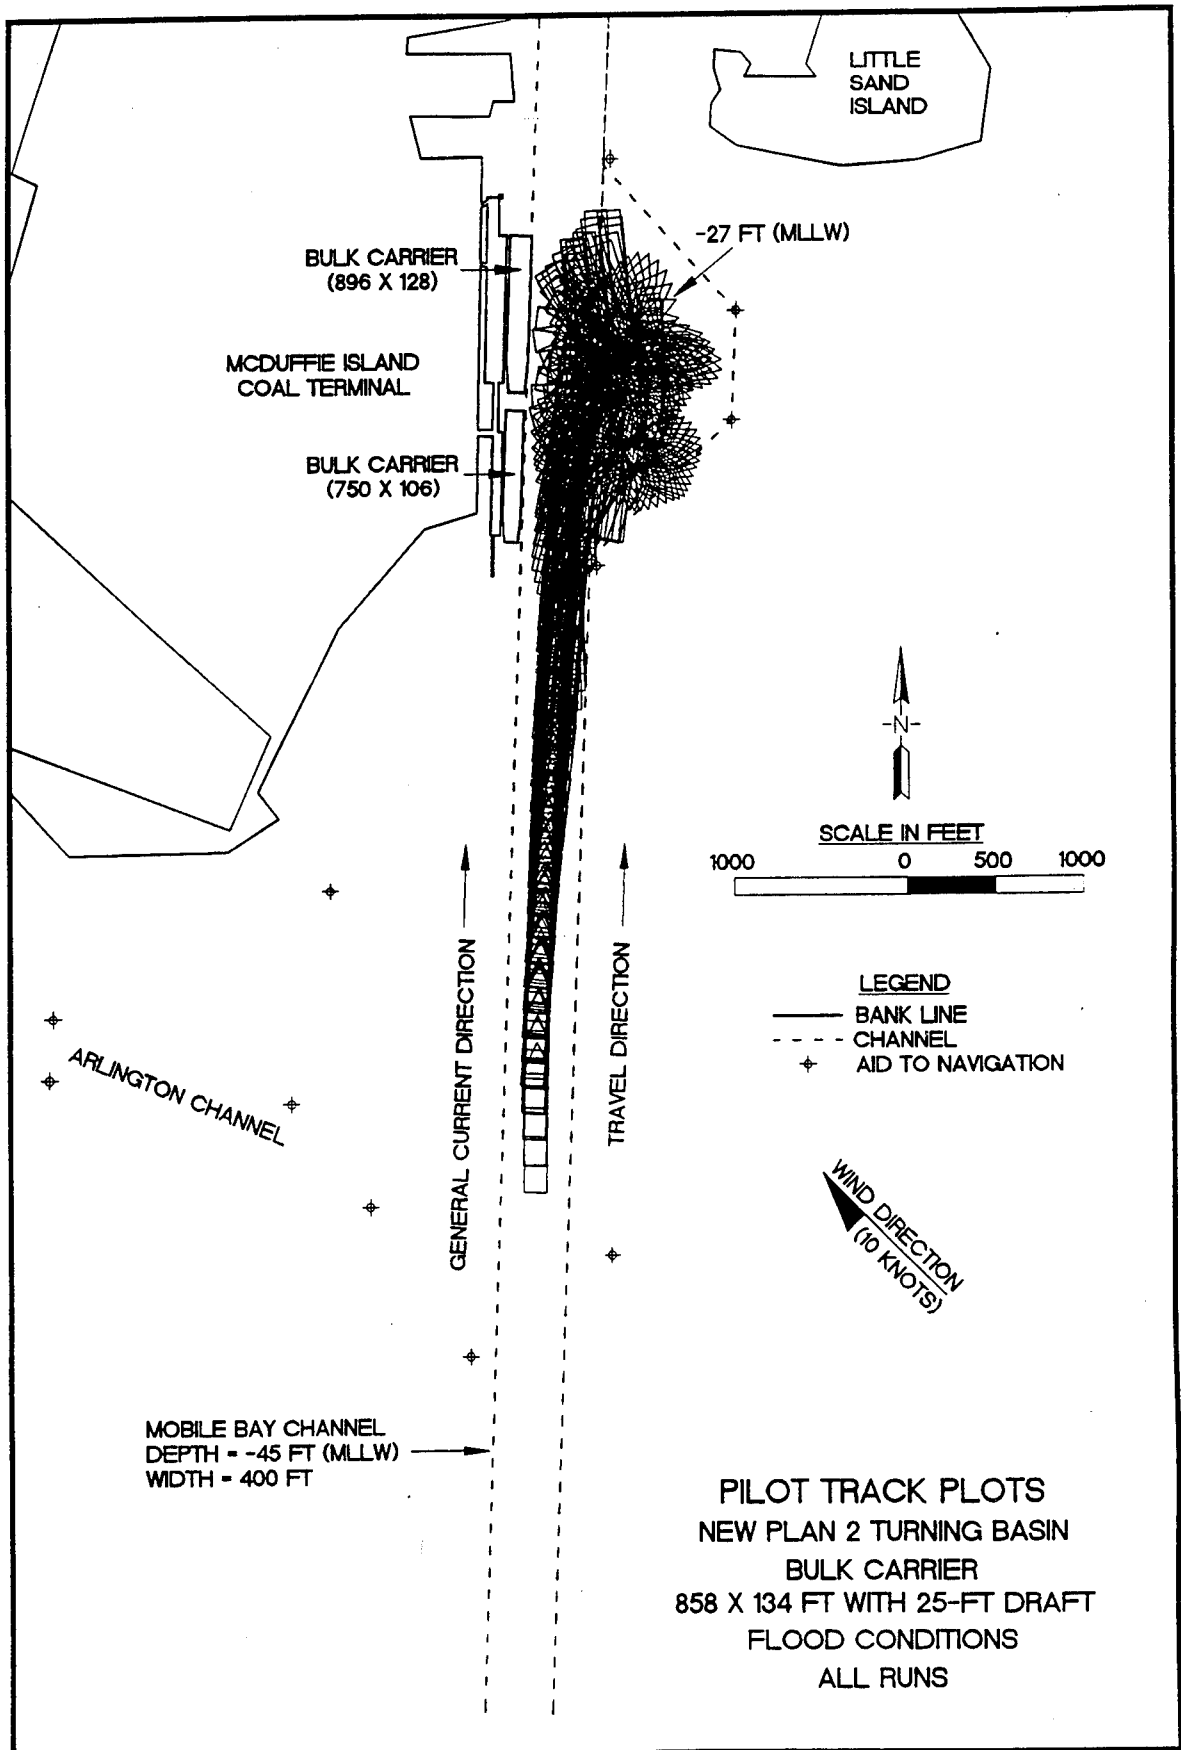 LITTLE
SAND
ISLAND
-27 FT (MLLW)
BULK CARRIER
(896 X 128)
MCDUFFIE ISLAND
COAL TERMINAL
BULK CARRIER
(750 X 106)
-N-
SCALE IN FEET
1000 0 500 1000
LEGEND
BANK LINE
CHANNEL
AID TO NAVIGATION
GENERAL CURRENT DIRECTION
TRAVEL DIRECTION
ARLINGTON CHANNEL
WIND DIRECTION
(10 KNOTS)
MOBILE BAY CHANNEL
DEPTH = -45 FT (MLLW)
WIDTH = 400 FT
PILOT TRACK PLOTS
NEW PLAN 2 TURNING BASIN
BULK CARRIER
858 X 134 FT WITH 25-FT DRAFT
FLOOD CONDITIONS
ALL RUNS